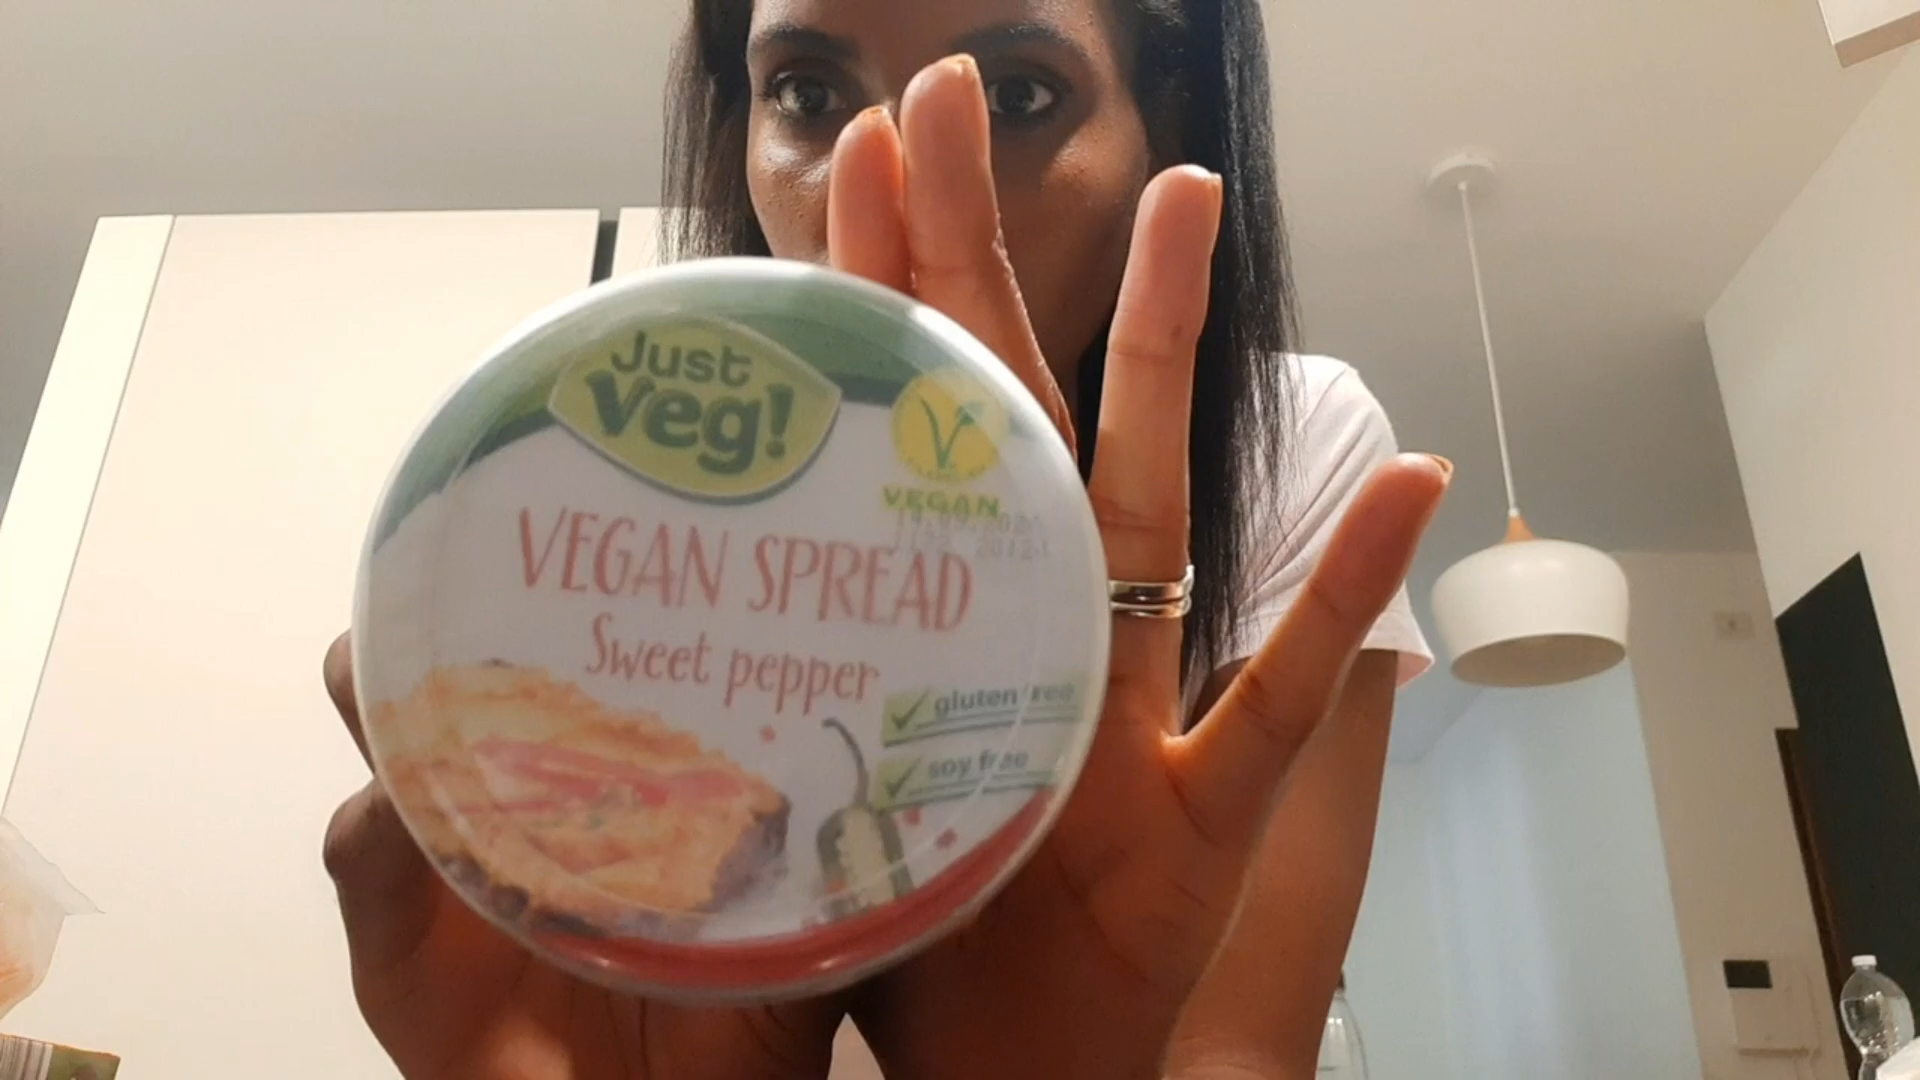 Just
Veg!
VEGAN
VEGAN SPREAD
Sweet pepper
gluten free
soy free